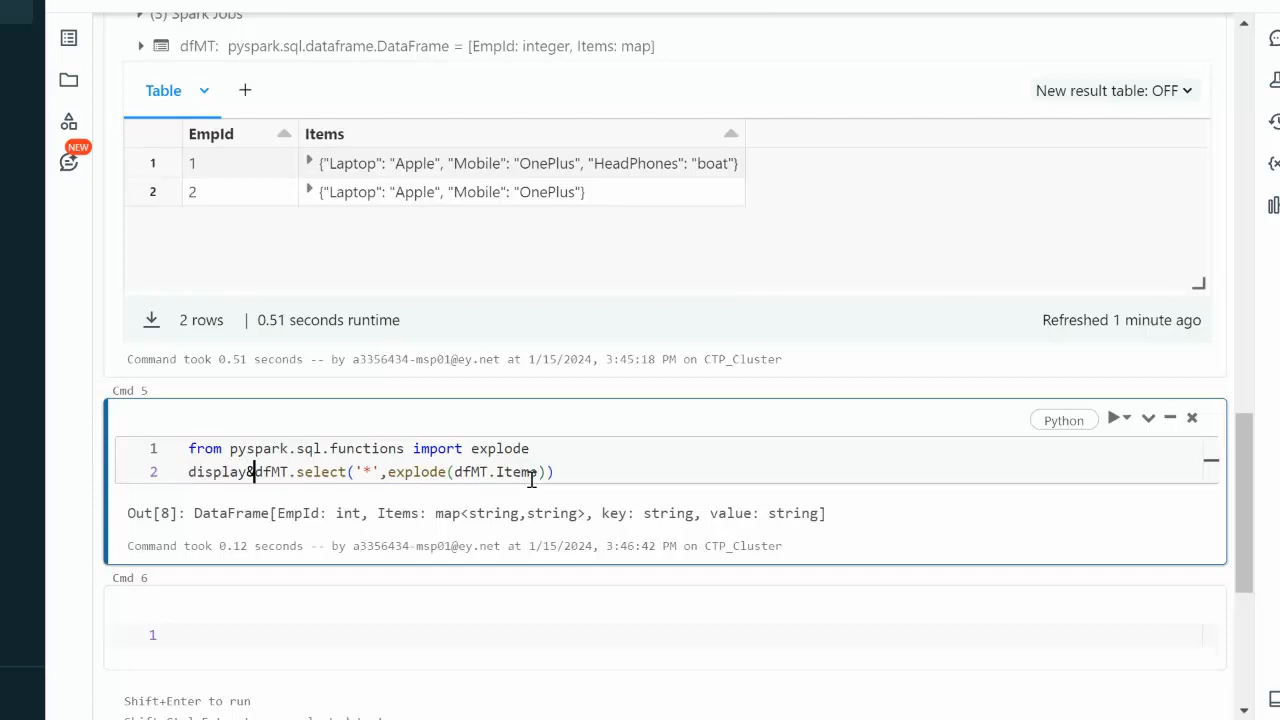 (3) Spark Jobs
dfMT: pyspark.sql.dataframe.DataFrame = [EmpId: integer, Items: map]
Table
+
New result table: OFF
EmpId Items
1 1 {"Laptop": "Apple", "Mobile": "OnePlus", "HeadPhones": "boat"}
2 2 {"Laptop": "Apple", "Mobile": "OnePlus"}
NEW
2 rows | 0.51 seconds runtime
Refreshed 1 minute ago
Command took 0.51 seconds -- by a3356434-msp01@ey.net at 1/15/2024, 3:45:18 PM on CTP_Cluster
Cmd 5
Python
1 from pyspark.sql.functions import explode
2 display&dfMT.select('*',explode(dfMT.Items))
Out[8]: DataFrame[EmpId: int, Items: map<string,string>, key: string, value: string]
Command took 0.12 seconds -- by a3356434-msp01@ey.net at 1/15/2024, 3:46:42 PM on CTP_Cluster
Cmd 6
1
Shift+Enter to run